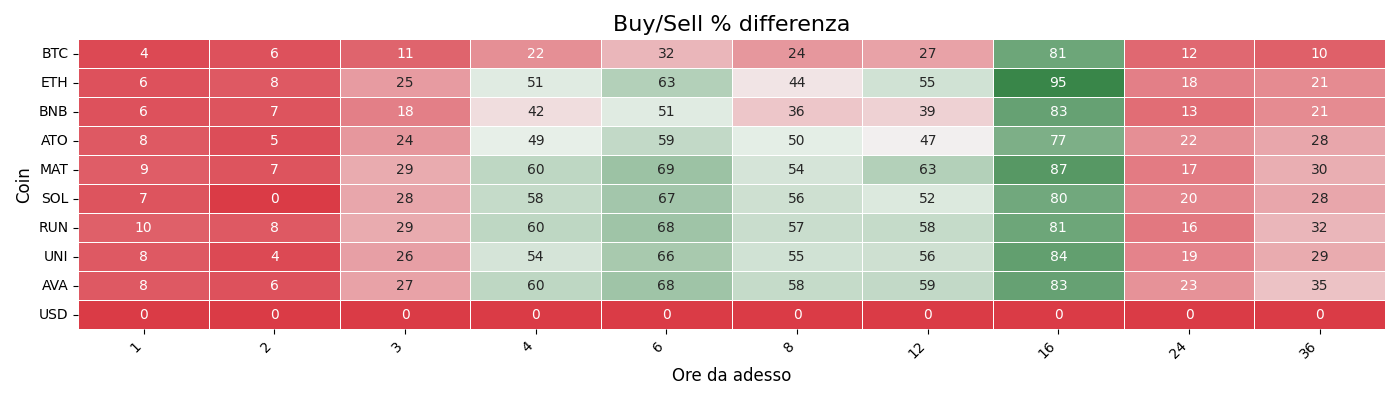 Buy/Sell % differenza
Coin
BTC 4 6 11 22 32 24 27 81 12 10
ETH 6 8 25 51 63 44 55 95 18 21
BNB 6 7 18 42 51 36 39 83 13 21
ATO 8 5 24 49 59 50 47 77 22 28
MAT 9 7 29 60 69 54 63 87 17 30
SOL 7 0 28 58 67 56 52 80 20 28
RUN 10 8 29 60 68 57 58 81 16 32
UNI 8 4 26 54 66 55 56 84 19 29
AVA 8 6 27 60 68 58 59 83 23 35
USD 0 0 0 0 0 0 0 0 0 0
1 2 3 4 6 8 12 16 24 36
Ore da adesso